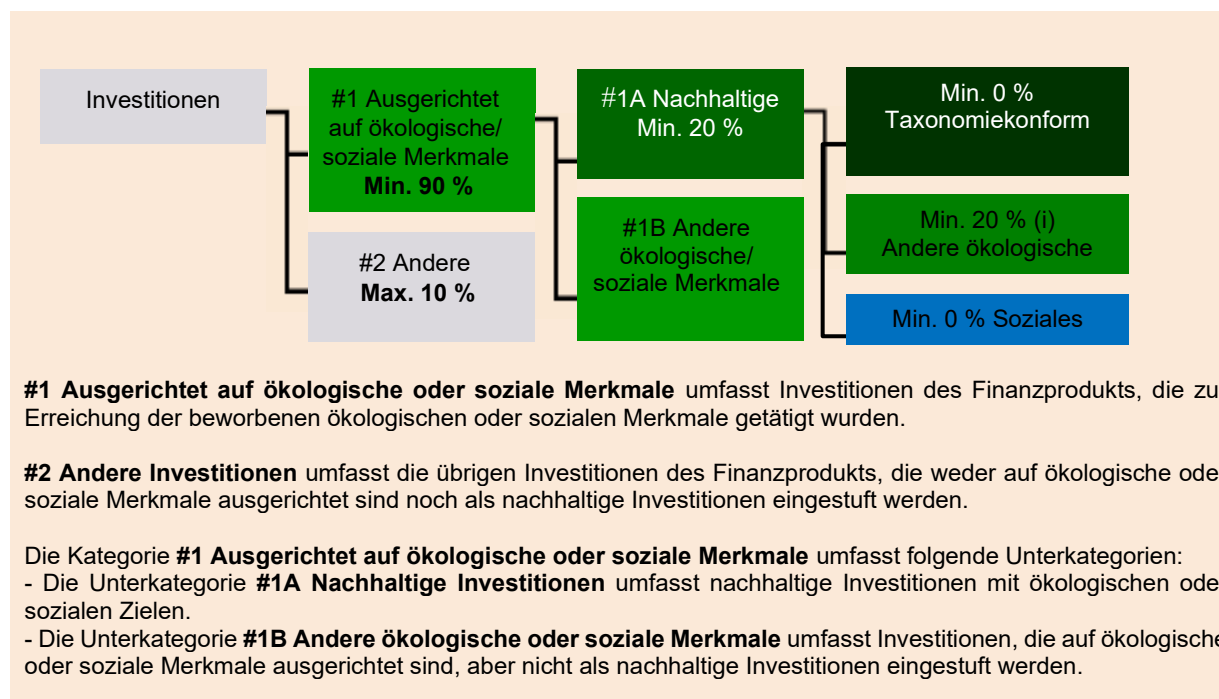 Investitionen
#1 Ausgerichtet
auf ökologische/
soziale Merkmale
Min. 90 %
#2 Andere
Max. 10 %
#1A Nachhaltige
Min. 20 %
#1B Andere
ökologische/
soziale Merkmale
Min. 0 %
Taxonomiekonform
Min. 20 % (i)
Andere ökologische
Min. 0 % Soziales
#1 Ausgerichtet auf ökologische oder soziale Merkmale umfasst Investitionen des Finanzprodukts, die zu
Erreichung der beworbenen ökologischen oder sozialen Merkmale getätigt wurden.
#2 Andere Investitionen umfasst die übrigen Investitionen des Finanzprodukts, die weder auf ökologische ode
soziale Merkmale ausgerichtet sind noch als nachhaltige Investitionen eingestuft werden.
Die Kategorie #1 Ausgerichtet auf ökologische oder soziale Merkmale umfasst folgende Unterkategorien:
- Die Unterkategorie #1A Nachhaltige Investitionen umfasst nachhaltige Investitionen mit ökologischen ode
sozialen Zielen.
- Die Unterkategorie #1B Andere ökologische oder soziale Merkmale umfasst Investitionen, die auf ökologische
oder soziale Merkmale ausgerichtet sind, aber nicht als nachhaltige Investitionen eingestuft werden.